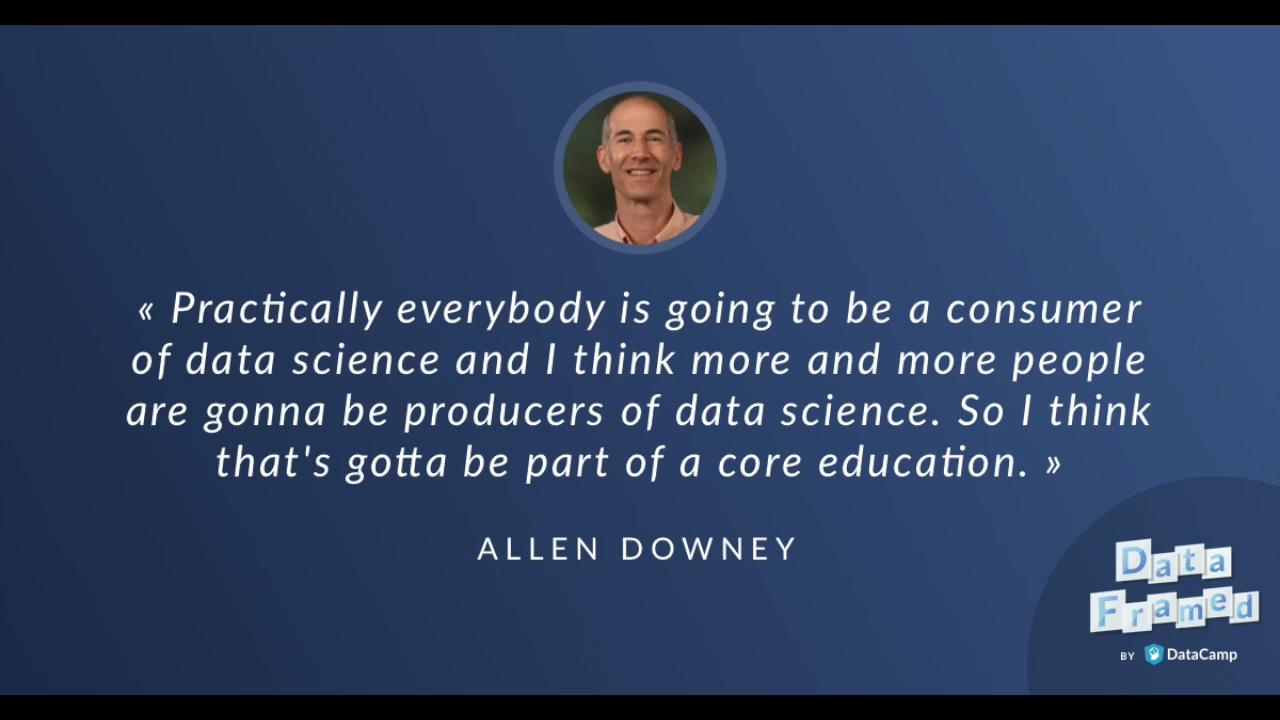 « Practically everybody is going to be a consumer
of data science and I think more and more people
are gonna be producers of data science. So I think
that's gotta be part of a core education. »
ALLEN DOWNEY
Data
Framed
BY DataCamp